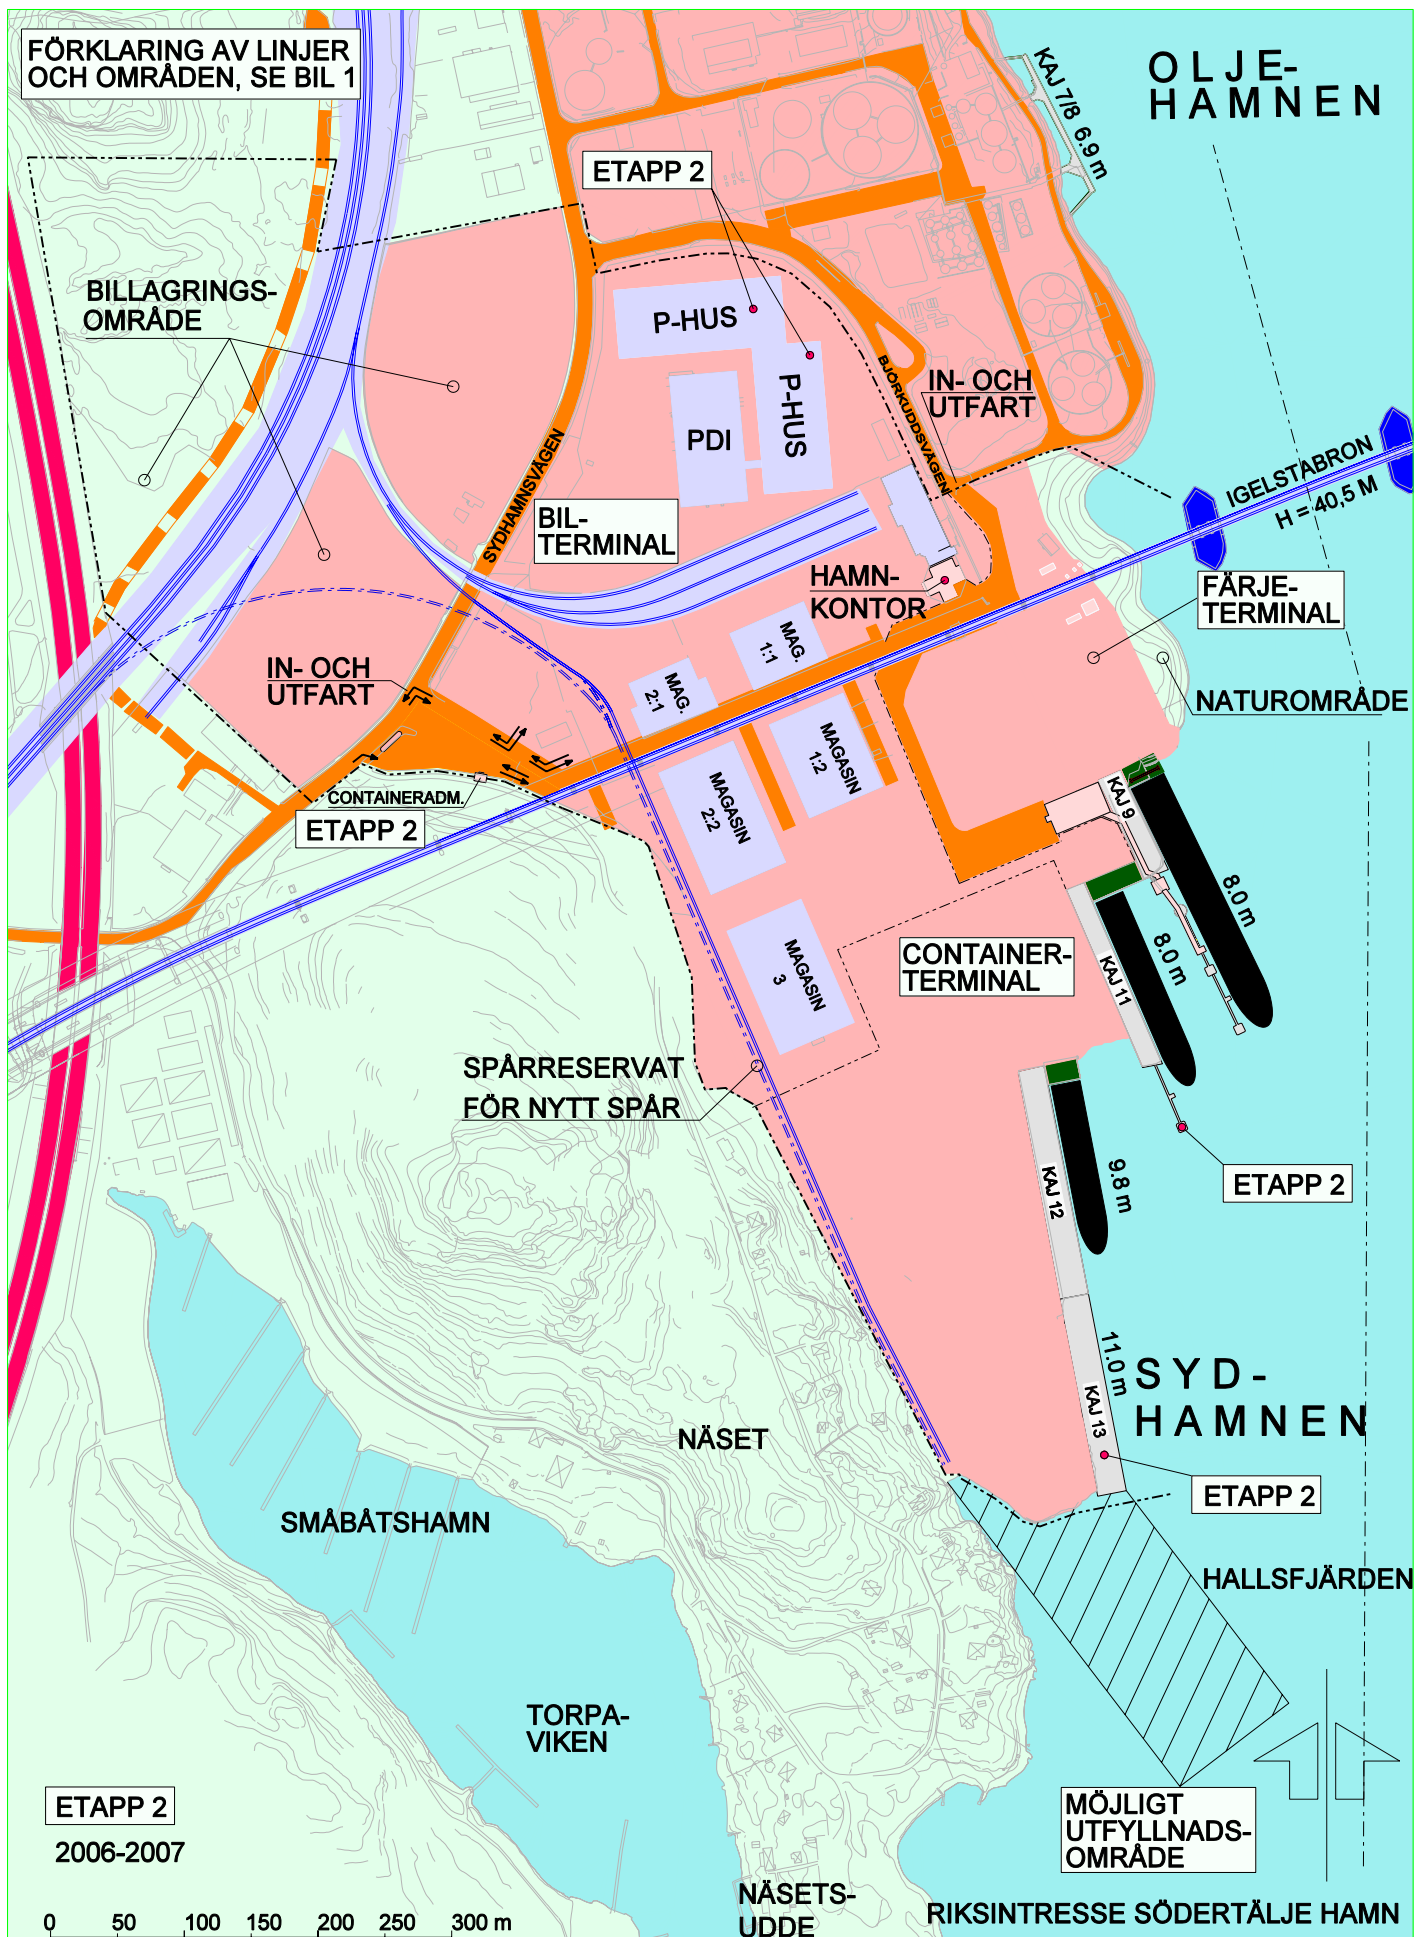 FÖRKLARING AV LINJER
OCH OMRÅDEN, SE BIL 1
OLJE-
HAMNEN
KAJ 7/8 6.9 m
ETAPP 2
BILLAGRINGS-
OMRÅDE
P-HUS
P-HUS
PDI
BJÖRKUDDSVÄGEN
IN- OCH
UTFART
SYDHAMNSVÄGEN
BIL-
TERMINAL
IGELSTABRON
H = 40,5 M
HAMN-
KONTOR
FÄRJE-
TERMINAL
NATUROMRÅDE
IN- OCH
UTFART
MAG.
1:1
MAG.
2:1
MAGASIN
1:2
MAGASIN
2:2
CONTAINERADM.
ETAPP 2
KAJ 9
8.0 m
MAGASIN
3
CONTAINER-
TERMINAL
KAJ 11
8.0 m
SPÅRRESERVAT
FÖR NYTT SPÅR
KAJ 12
9.8 m
ETAPP 2
11.0 m
KAJ 13
SYD-
HAMNEN
NÄSET
ETAPP 2
SMÅBÅTSHAMN
HALLSFJÄRDEN
TORPA-
VIKEN
MÖJLIGT
UTFYLLNADS-
OMRÅDE
ETAPP 2
2006-2007
NÄSETS-
UDDE
RIKSINTRESSE SÖDERTÄLJE HAMN
0 50 100 150 200 250 300 m